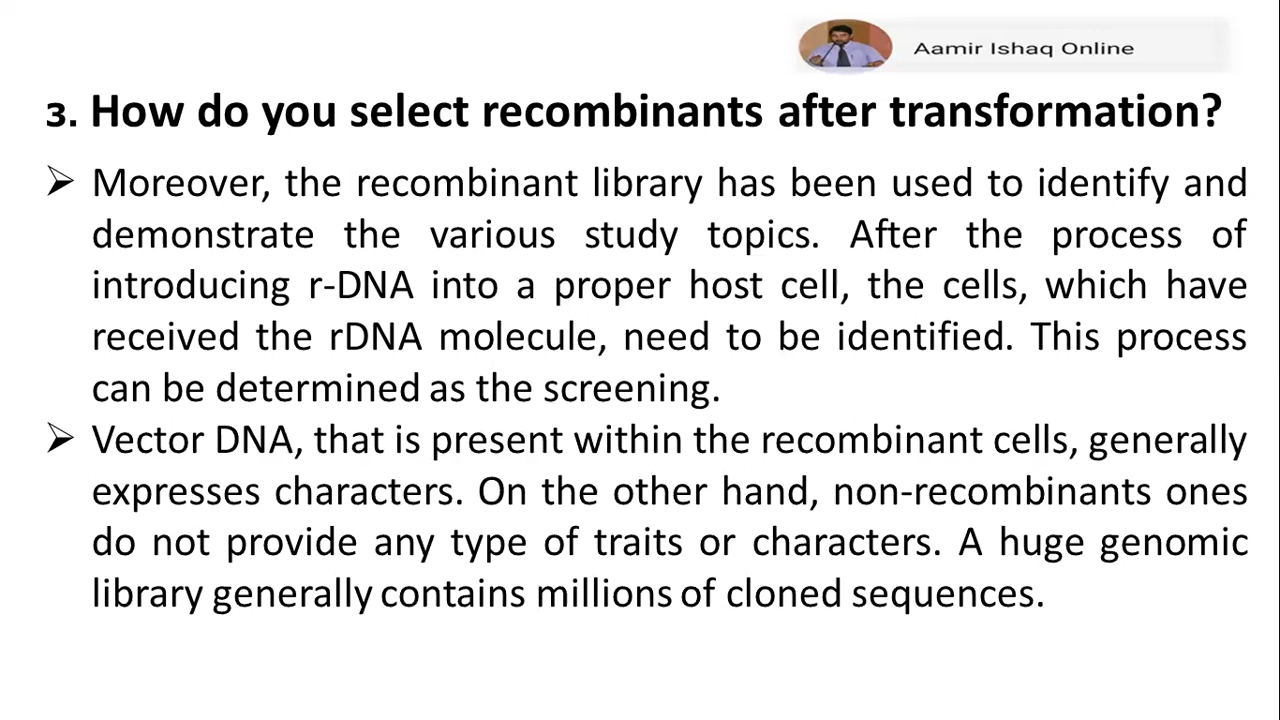 Aamir Ishaq Online
3. How do you select recombinants after transformation?
➢ Moreover, the recombinant library has been used to identify and
demonstrate the various study topics. After the process of
introducing r-DNA into a proper host cell, the cells, which have
received the rDNA molecule, need to be identified. This process
can be determined as the screening.
➢ Vector DNA, that is present within the recombinant cells, generally
expresses characters. On the other hand, non-recombinants ones
do not provide any type of traits or characters. A huge genomic
library generally contains millions of cloned sequences.